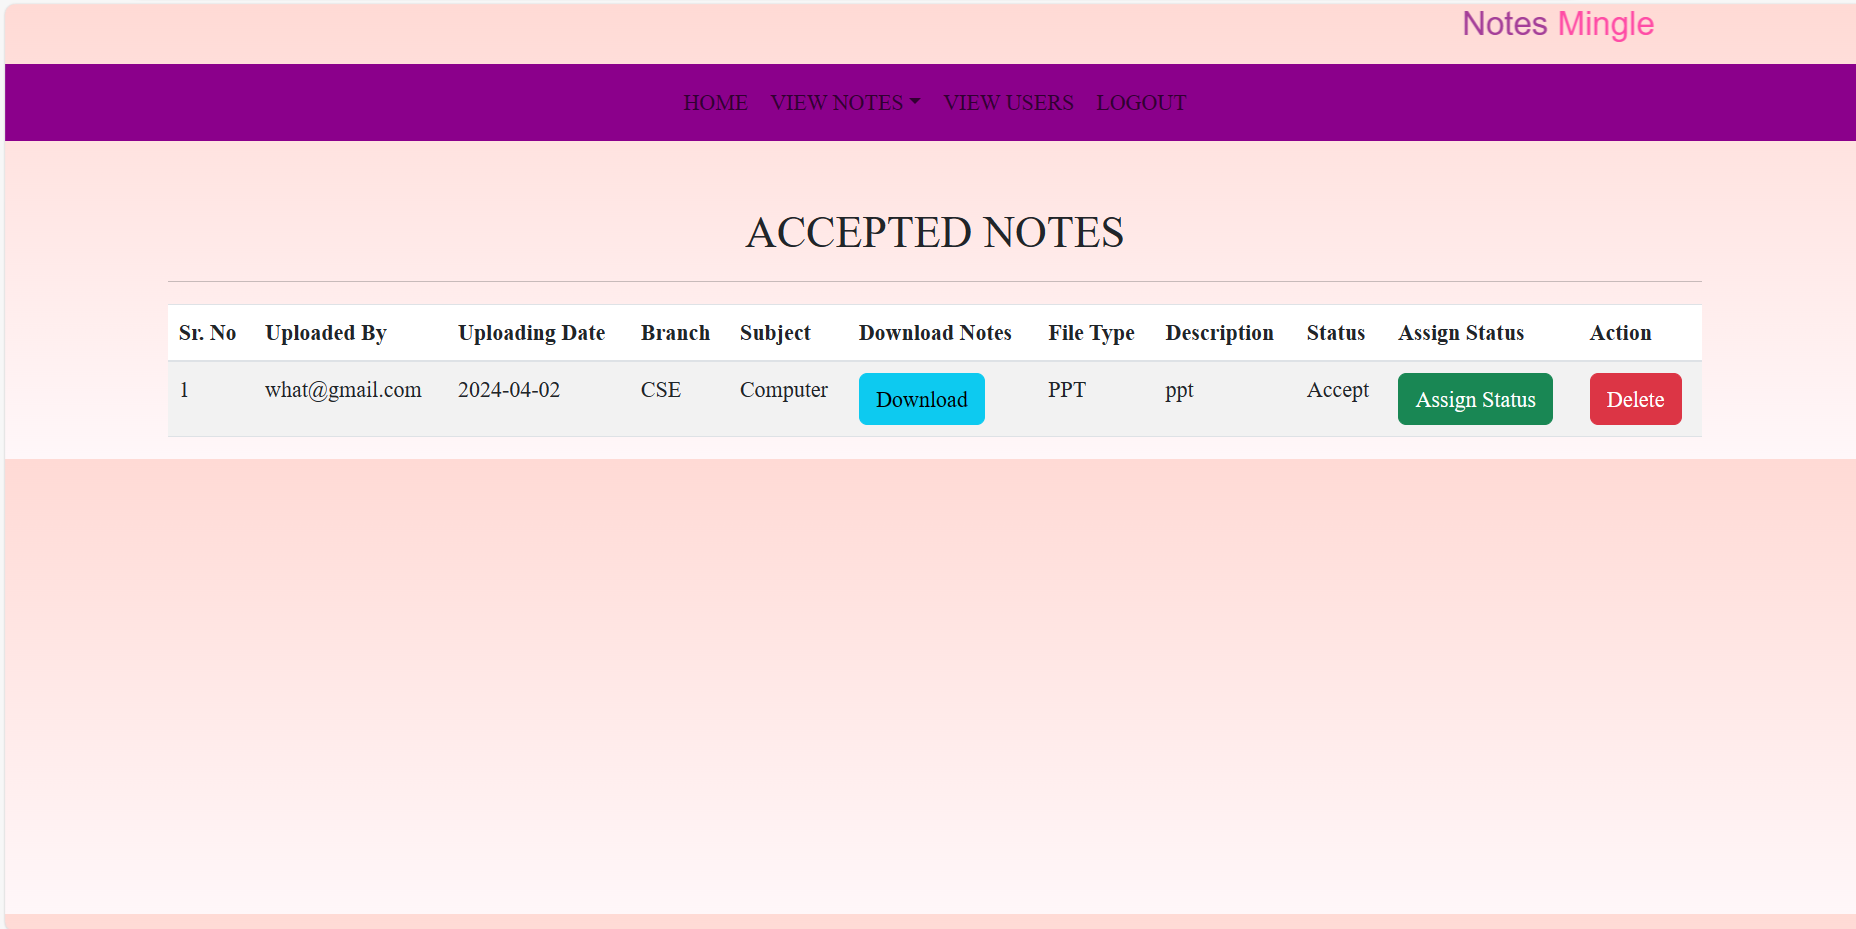 Notes Mingle
HOME VIEW NOTES VIEW USERS LOGOUT
ACCEPTED NOTES
Sr. No Uploaded By Uploading Date Branch Subject Download Notes File Type Description Status Assign Status Action
1 what@gmail.com 2024-04-02 CSE Computer Download PPT ppt Accept Assign Status Delete